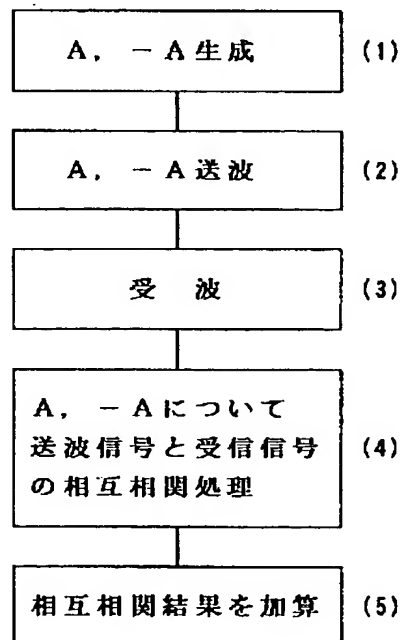 A, -A生成 (1)
A, -A送波 (2)
受 波 (3)
A, -Aについて
送波信号と受信信号 (4)
の相互相関処理
相互相関結果を加算 (5)